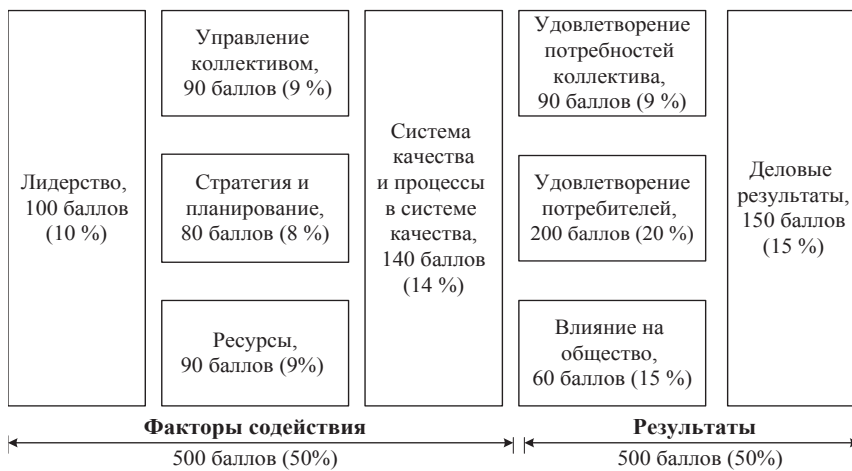 Лидерство,
100 баллов
(10 %)
Управление
коллективом,
90 баллов (9 %)
Стратегия и
планирование,
80 баллов (8 %)
Ресурсы,
90 баллов (9%)
Система
качества
и процессы
в системе
качества,
140 баллов
(14 %)
Удовлетворение
потребностей
коллектива,
90 баллов (9 %)
Удовлетворение
потребителей,
200 баллов (20 %)
Влияние на
общество,
60 баллов (15 %)
Деловые
результаты,
150 баллов
(15 %)
Факторы содействия
500 баллов (50%)
Результаты
500 баллов (50%)